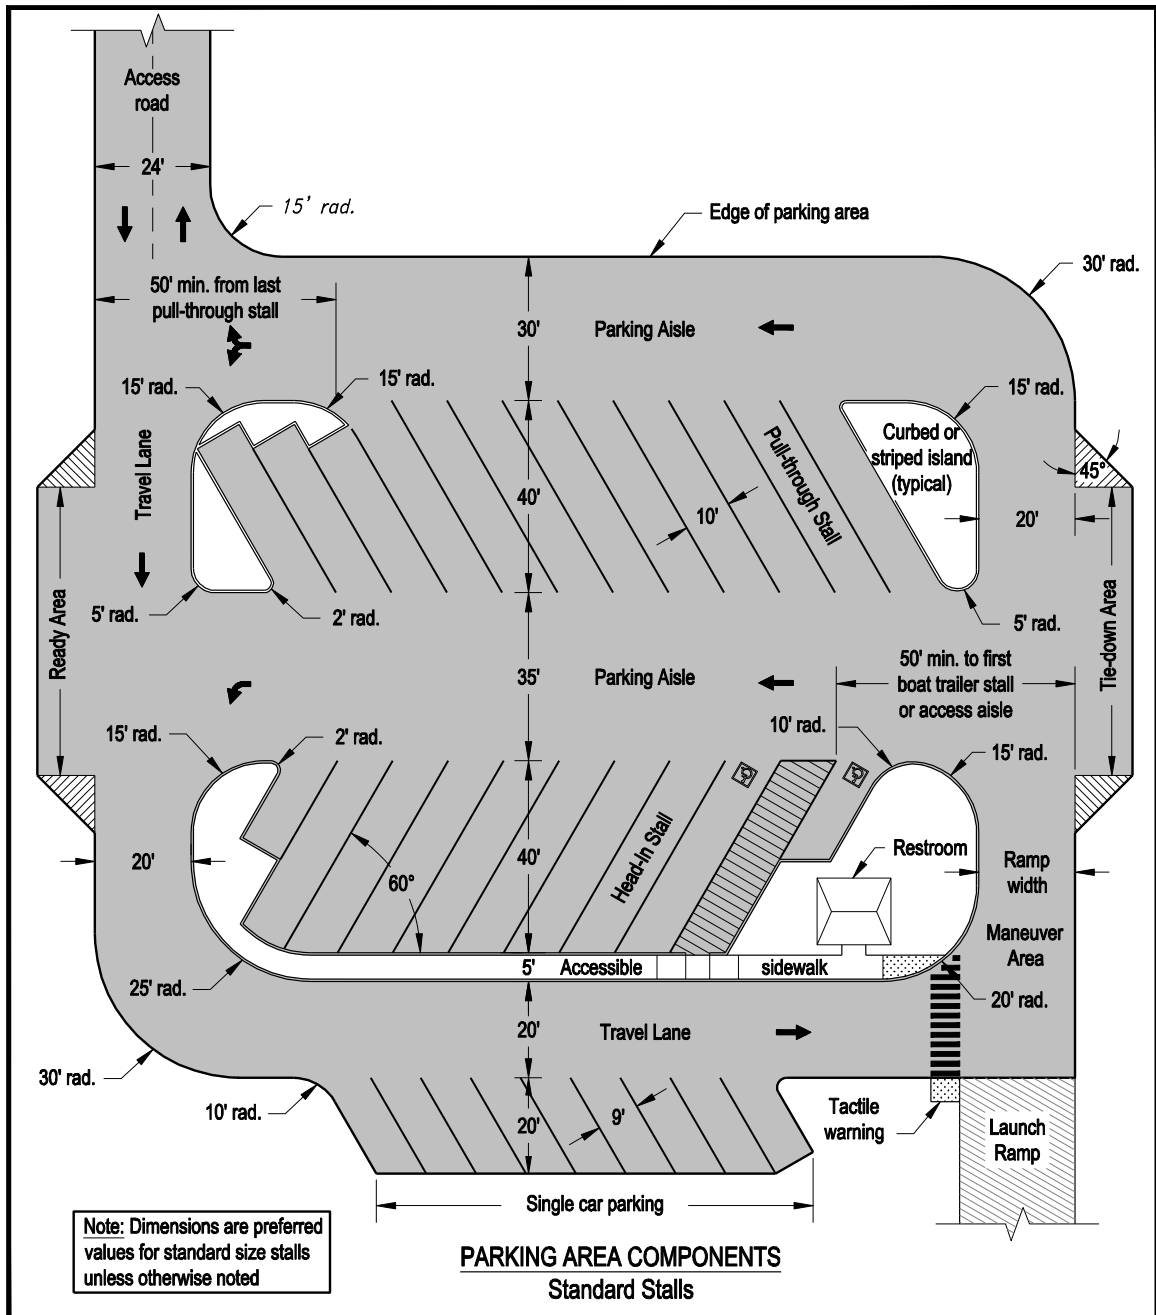 Access
road
24'
15' rad.
Edge of parking area
30' rad.
50' min. from last
pull-through stall
30'
Parking Aisle
15' rad.
15' rad.
15' rad.
Curbed or
striped island
(typical)
45°
Travel Lane
Pull-through Stall
40'
10'
20'
5' rad.
2' rad.
5' rad.
Ready Area
Tie-down Area
35'
Parking Aisle
50' min. to first
boat trailer stall
or access aisle
15' rad.
2' rad.
10' rad.
15' rad.
Head-In Stall
40'
60°
20'
Restroom
Ramp
width
Maneuver
Area
5'
Accessible
sidewalk
25' rad.
20' rad.
20'
Travel Lane
30' rad.
10' rad.
20'
9'
Tactile
warning
Launch
Ramp
Single car parking
Note: Dimensions are preferred
values for standard size stalls
unless otherwise noted
PARKING AREA COMPONENTS
Standard Stalls